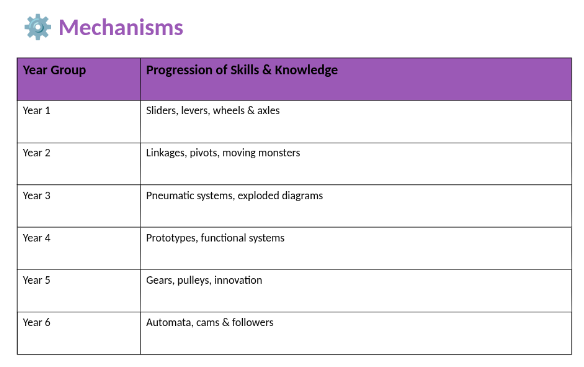 Mechanisms
Year Group
Progression of Skills & Knowledge
Year 1
Sliders, levers, wheels & axles
Year 2
Linkages, pivots, moving monsters
Year 3
Pneumatic systems, exploded diagrams
Year 4
Prototypes, functional systems
Year 5
Gears, pulleys, innovation
Year 6
Automata, cams & followers